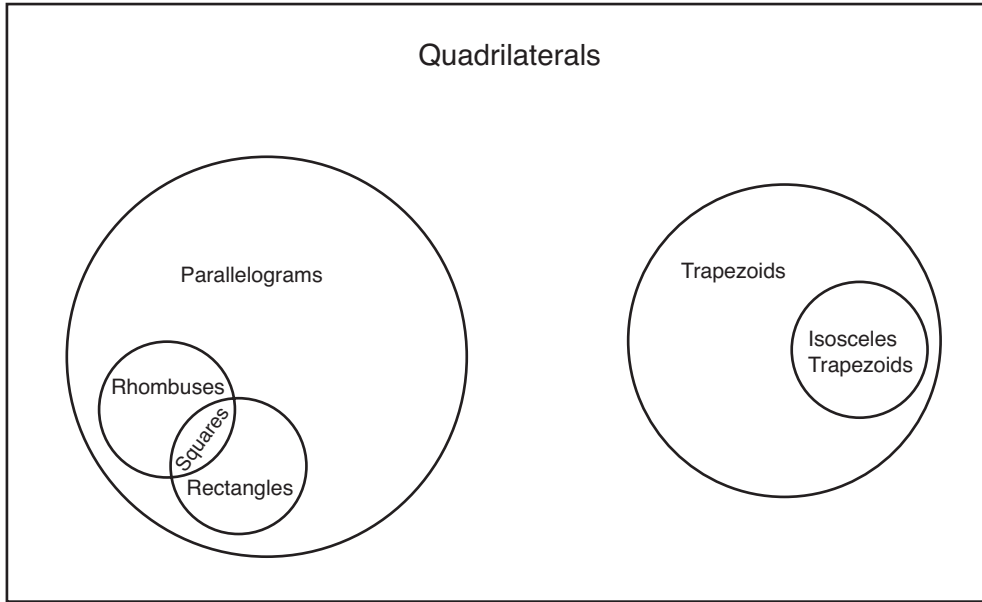 Quadrilaterals
Parallelograms
Trapezoids
Isosceles
Trapezoids
Rhombuses
Squares
Rectangles